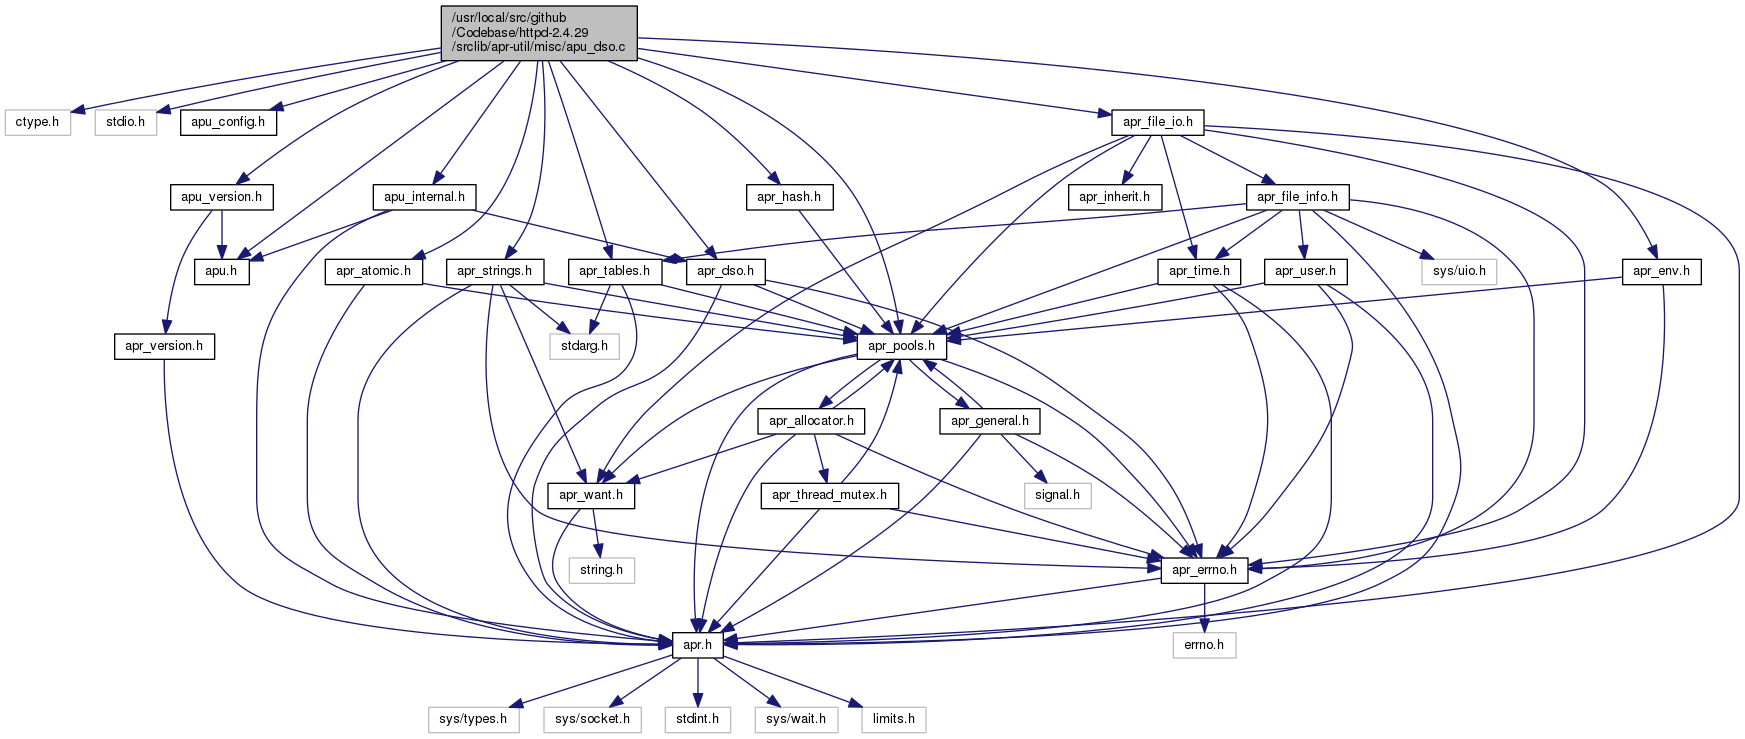 /usr/local/src/github
/Codebase/httpd-2.4.29
/srclib/apr-util/misc/apu_dso.c
ctype.h
stdio.h
apu_config.h
apr_file_io.h
apu_version.h
apu_internal.h
apr_hash.h
apr_inherit.h
apr_file_info.h
apu.h
apr_atomic.h
apr_strings.h
apr_tables.h
apr_dso.h
apr_time.h
apr_user.h
sys/uio.h
apr_env.h
apr_version.h
stdarg.h
apr_pools.h
apr_allocator.h
apr_general.h
apr_want.h
apr_thread_mutex.h
signal.h
string.h
apr_errno.h
apr.h
errno.h
sys/types.h
sys/socket.h
stdint.h
sys/wait.h
limits.h